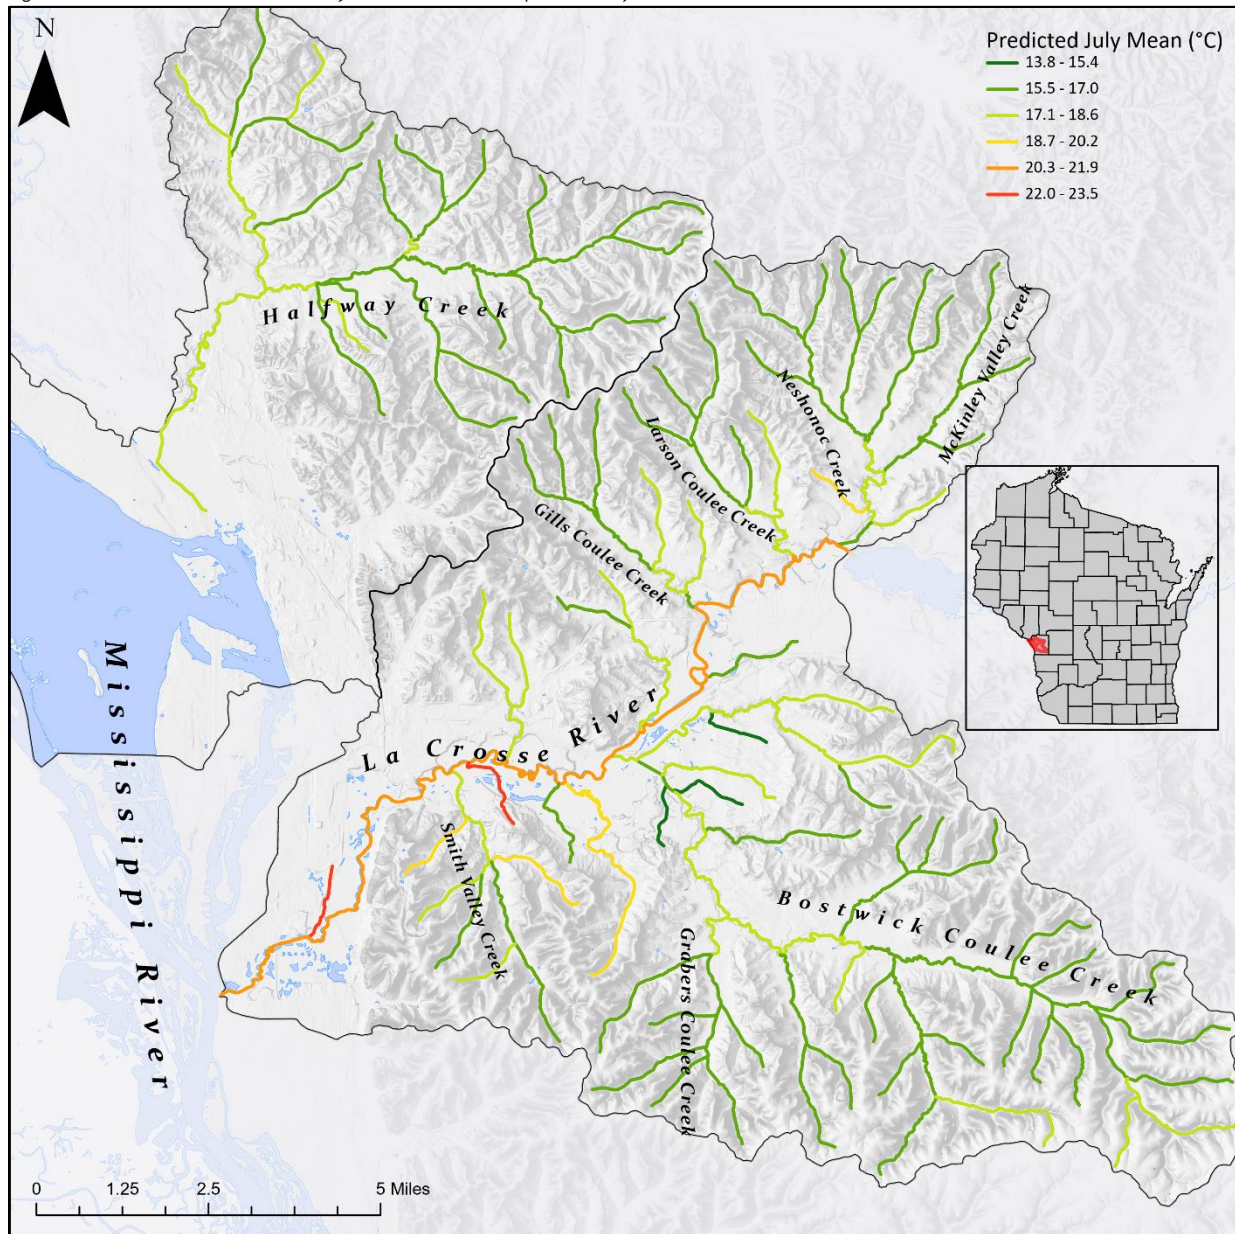 N
Predicted July Mean (°C)
13.8 - 15.4
15.5 - 17.0
17.1 - 18.6
18.7 - 20.2
20.3 - 21.9
22.0 - 23.5
Halfway Creek
McKinley Valley Creek
Neshonoc Creek
Larson Coulee Creek
Gills Coulee Creek
La Crosse River
Mississippi River
Smith Valley Creek
Bostwick Coulee Creek
Grabers Coulee Creek
0 1.25 2.5 5 Miles